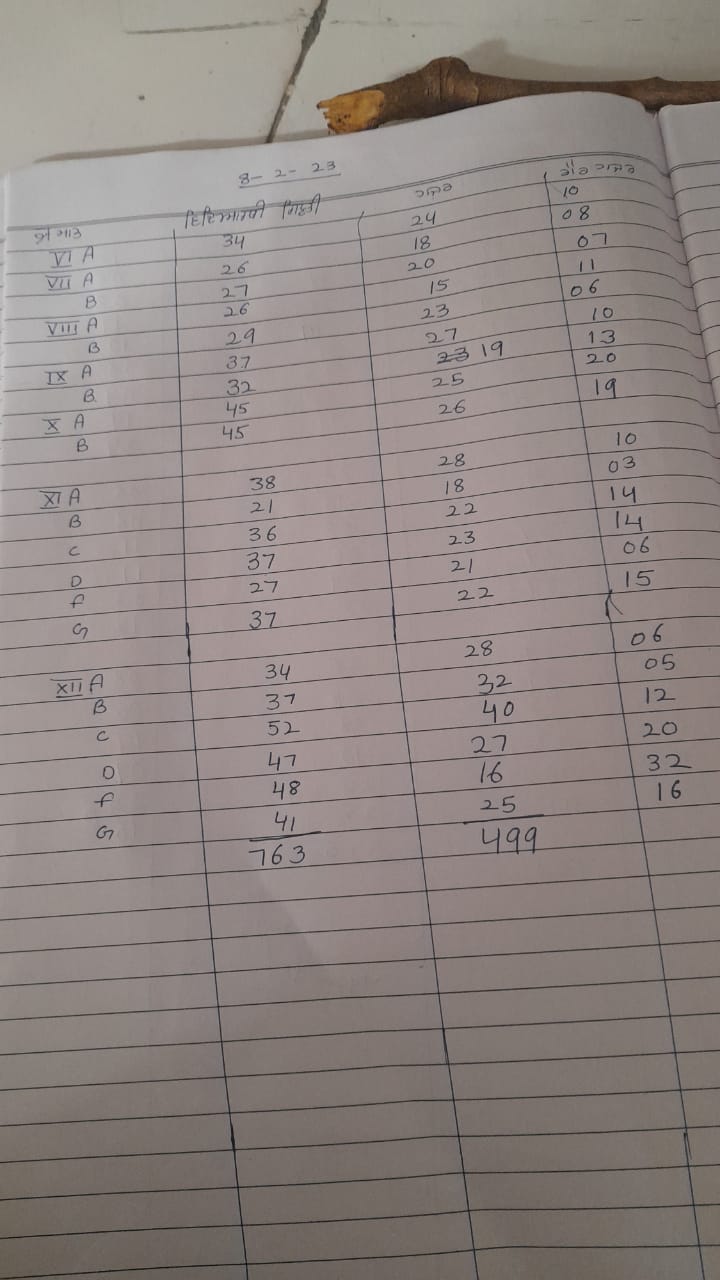 8- 2- 23
ਵਿਦਿਆਰਥੀ ਗਿਣਤੀ ਹਾਜ਼ਰ ਗੈਰ ਹਾਜ਼ਰ
VI A 34 24 10
VII A 26 18 08
B 27 20 07
VIII A 26 15 11
B 29 23 06
IX A 37 27 10
B 32 23 19 13
X A 45 25 20
B 45 26 19
XI A 38 28 10
B 21 18 03
C 36 22 14
D 37 23 14
F 27 21 06
G 37 22 15
XII A 34 28 06
B 37 32 05
C 52 40 12
D 47 27 20
F 48 16 32
G 41 25 16
763 499